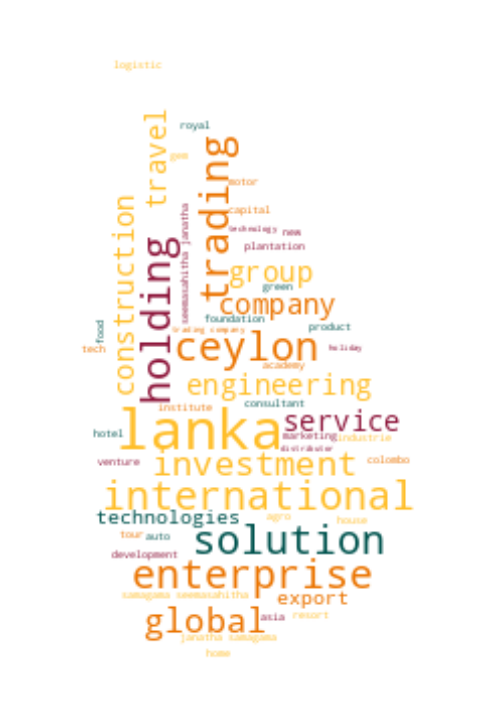 logistic
royal
travel
gem
trading
motor
construction
seemasahitha janatha
capital
technology
new
holding
plantation
group
green
company
foundation
food
trading company
product
tech
ceylon
holiday
academy
engineering
institute
consultant
lanka
service
hotel
marketing
industrie
distributor
venture
investment
colombo
international
technologies
agro
house
tour
auto
solution
development
enterprise
samagama seemasahitha
export
global
asia
resort
janatha samagama
home